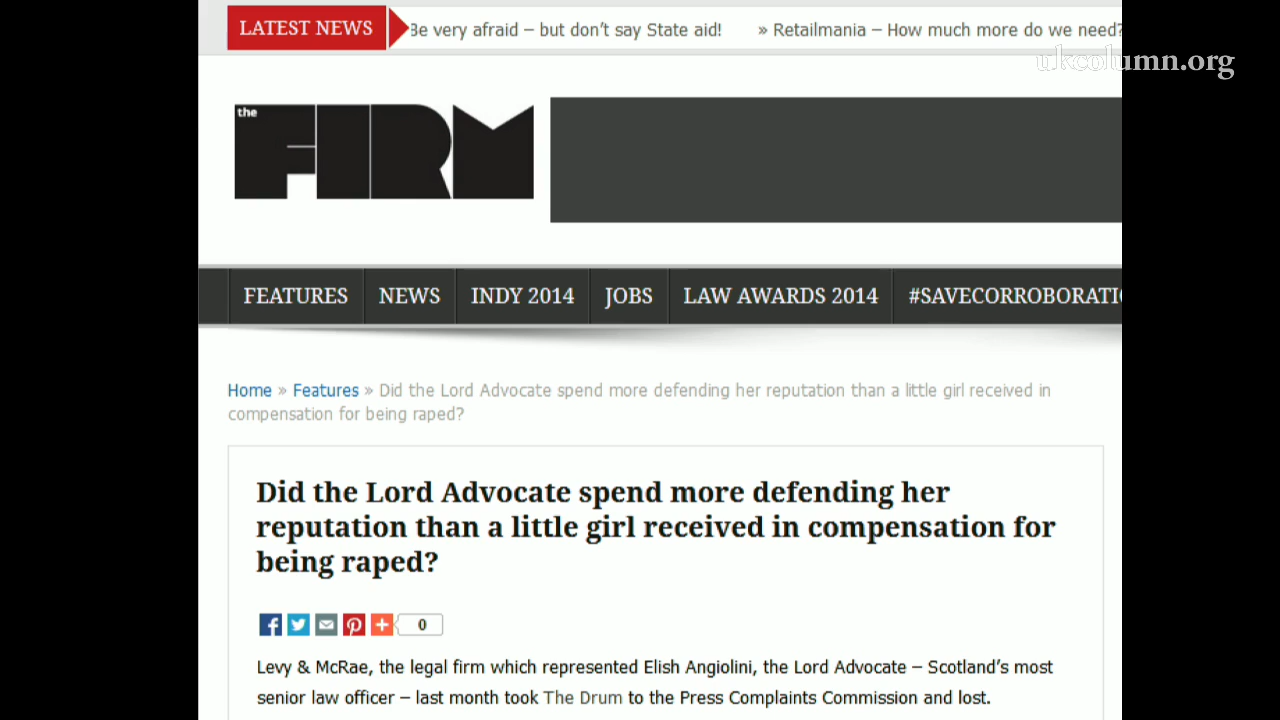 LATEST NEWS
Be very afraid – but don't say State aid! » Retailmania – How much more do we need?
ukcolumn.org
the
FIRM
FEATURES NEWS INDY 2014 JOBS LAW AWARDS 2014 #SAVECORROBORATI
Home » Features » Did the Lord Advocate spend more defending her reputation than a little girl received in
compensation for being raped?
Did the Lord Advocate spend more defending her
reputation than a little girl received in compensation for
being raped?
0
Levy & McRae, the legal firm which represented Elish Angiolini, the Lord Advocate – Scotland's most
senior law officer – last month took The Drum to the Press Complaints Commission and lost.